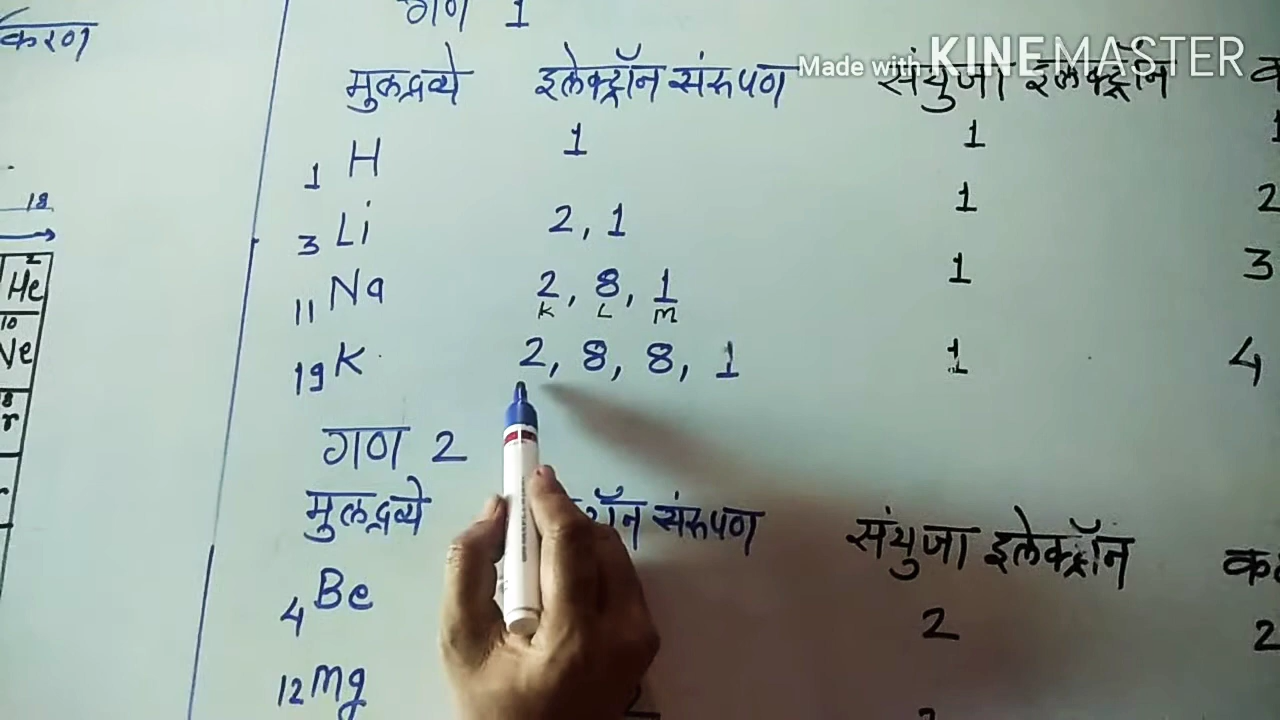 करण
18
He 2
10
Ne
गण 1
Made with KINEMASTER
मुलद्रव्ये इलेक्ट्रॉन संरुपण संयुजा इलेक्ट्रॉन
1 H 1 1 1
3 Li 2, 1 1 2
11 Na 2, 8, 1 1 3
K L M
19 K 2, 8, 8, 1 1 4
गण 2
मुलद्रव्ये संरुपण संयुजा इलेक्ट्रॉन
4 Be 2 2
12 Mg 2